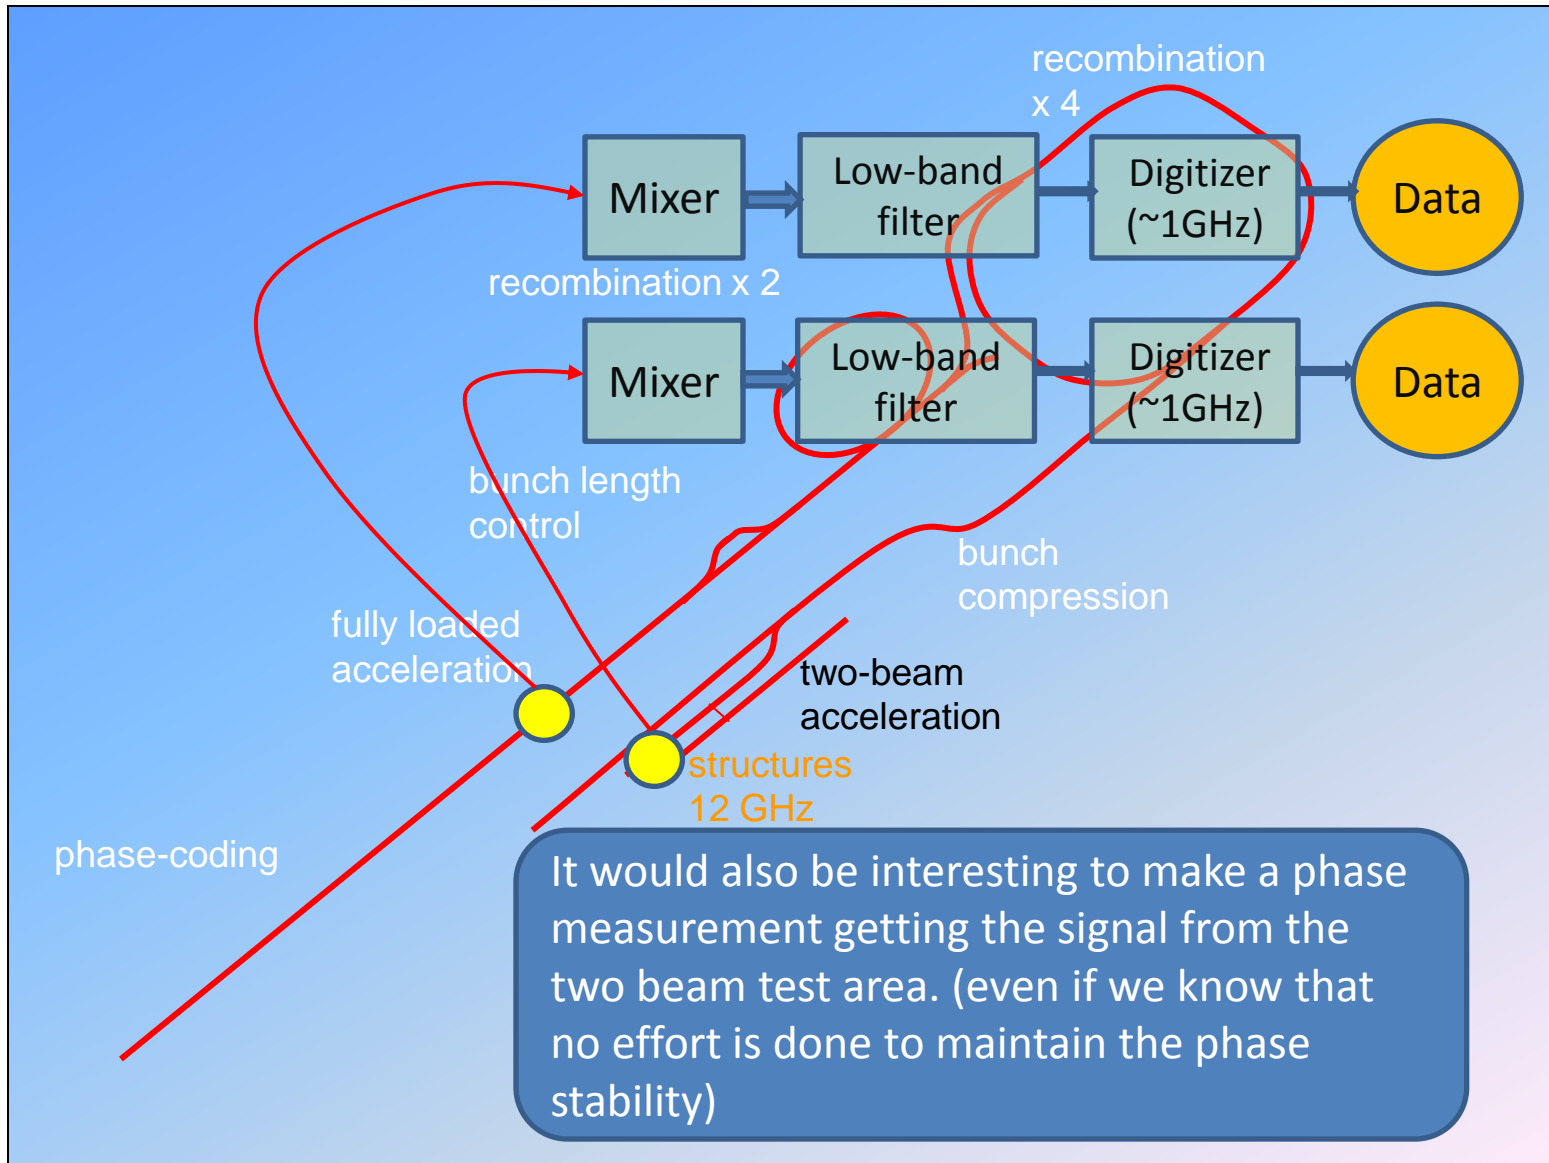 recombination
x 4
Mixer
Low-band
filter
Digitizer
(~1GHz)
Data
recombination x 2
Mixer
Low-band
filter
Digitizer
(~1GHz)
Data
bunch length
control
bunch
compression
fully loaded
acceleration
two-beam
acceleration
structures
12 GHz
phase-coding
It would also be interesting to make a phase
measurement getting the signal from the
two beam test area. (even if we know that
no effort is done to maintain the phase
stability)